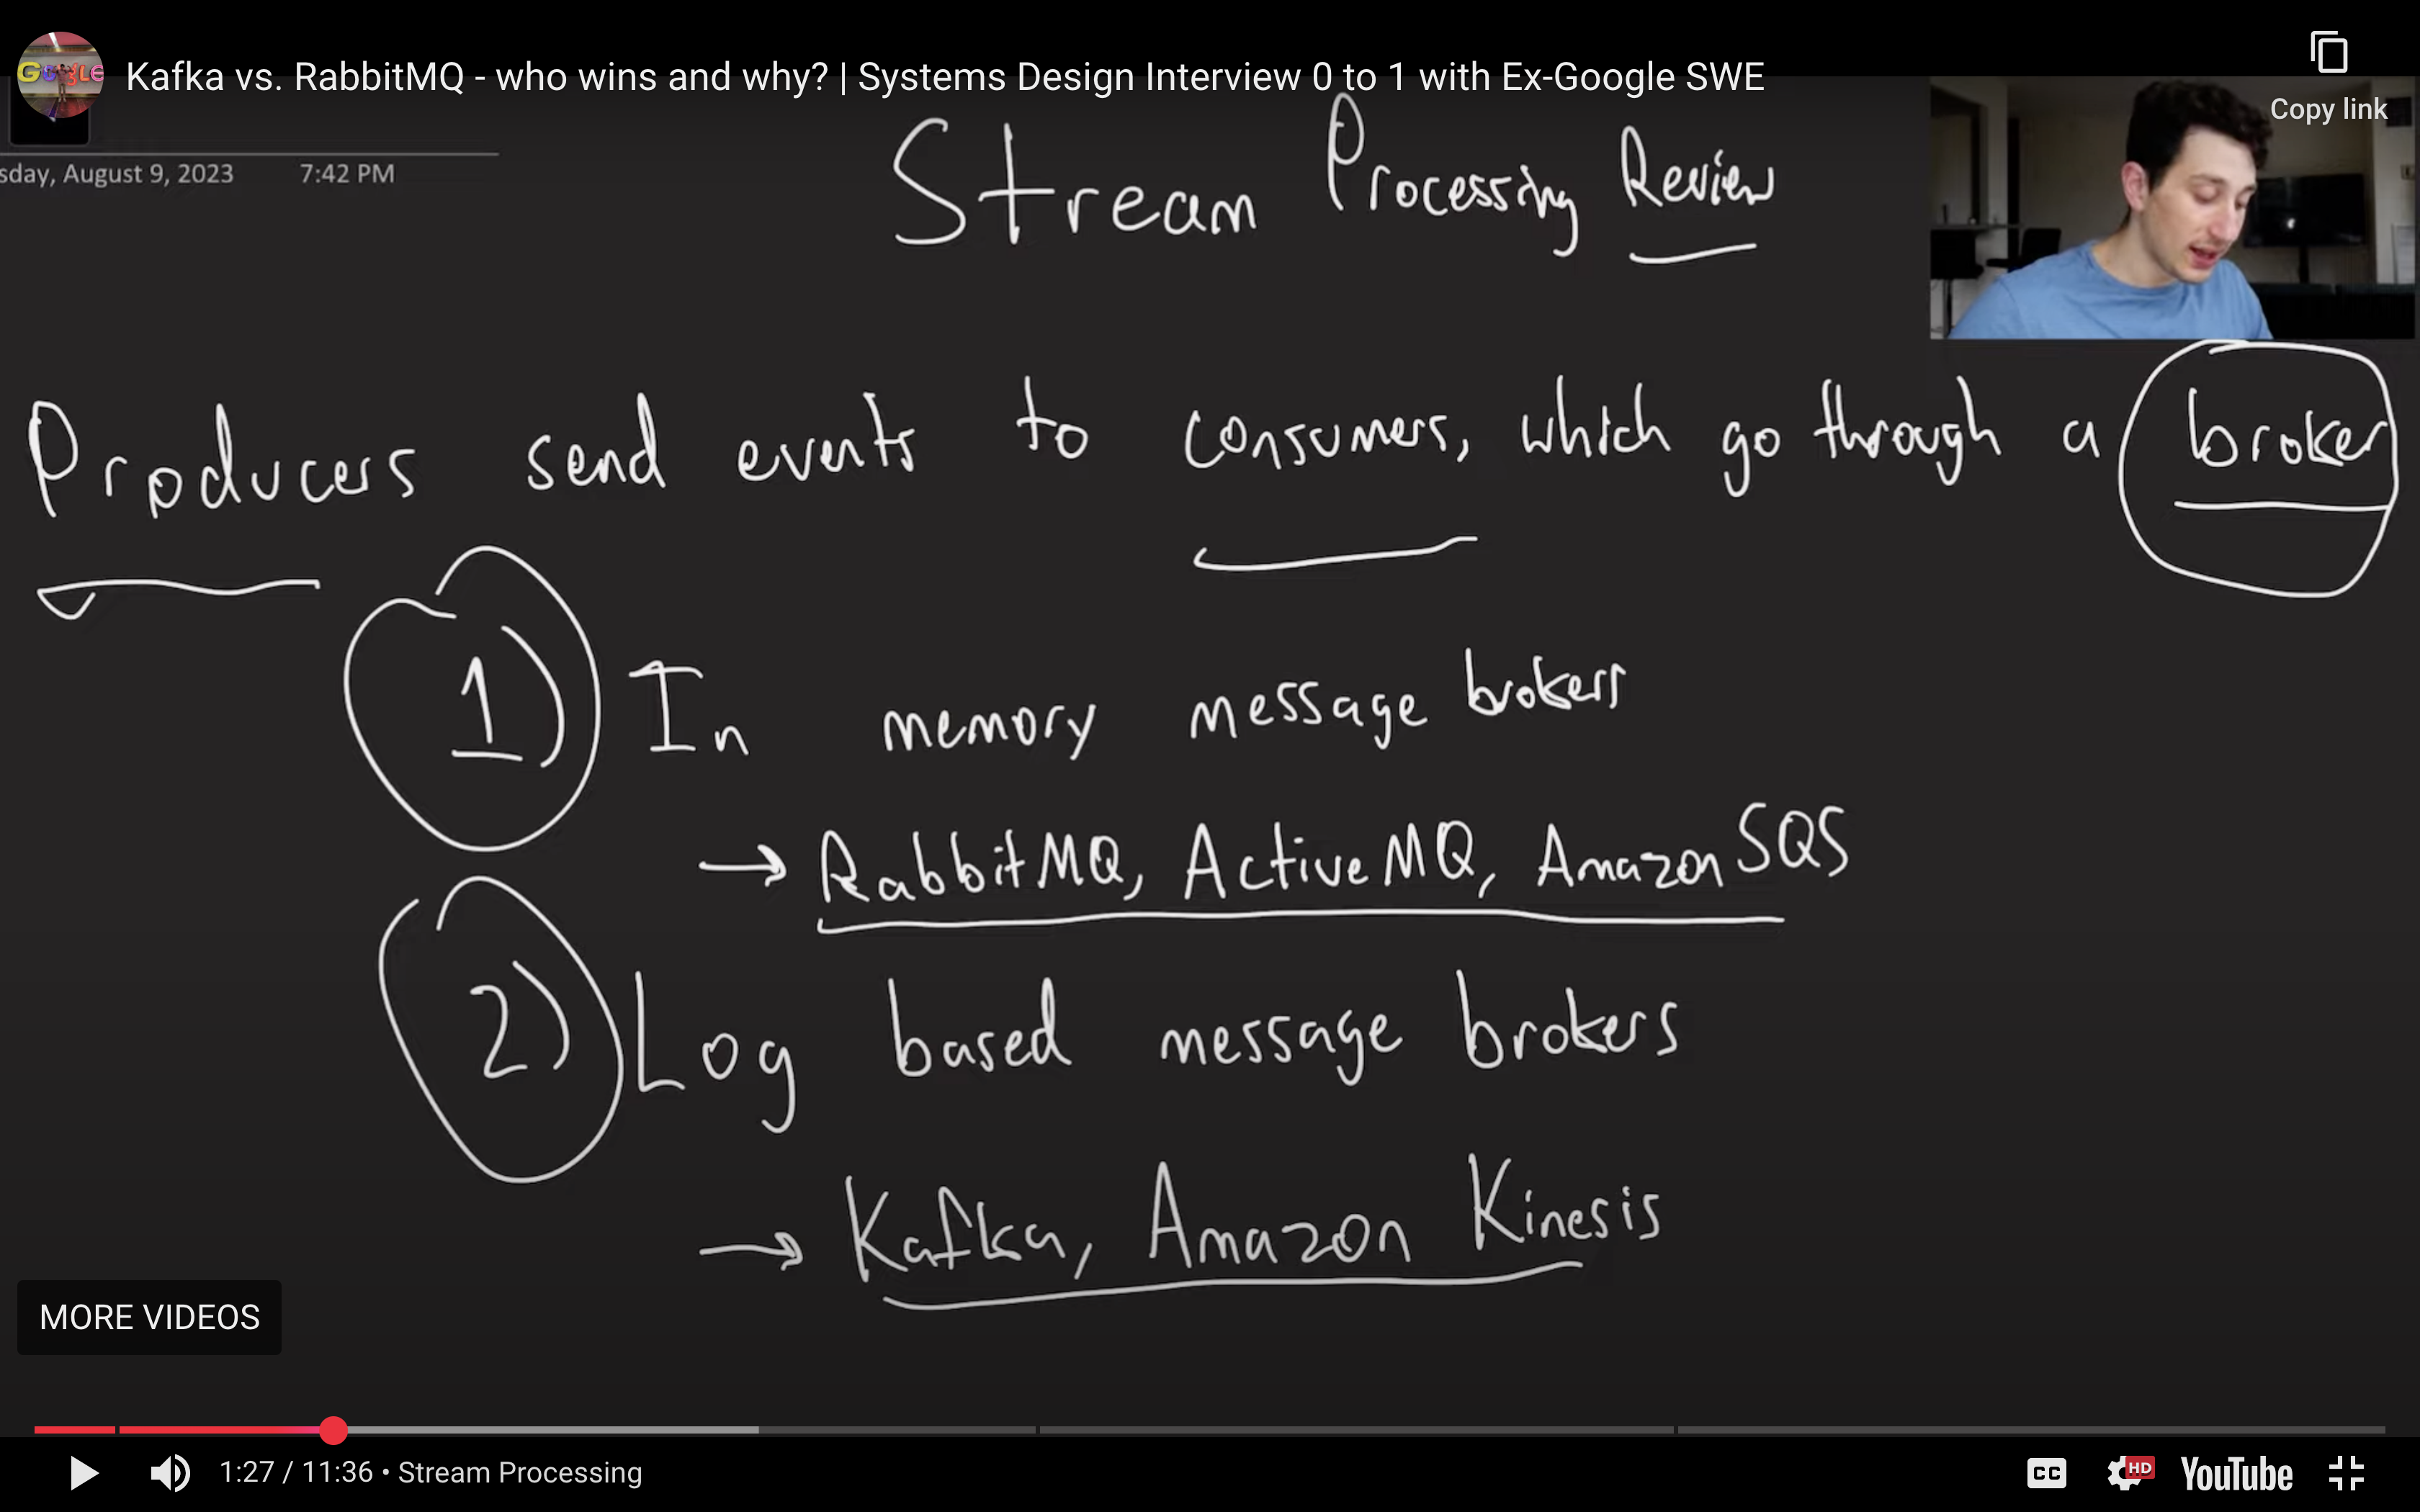 Kafka vs. RabbitMQ - who wins and why? | Systems Design Interview 0 to 1 with Ex-Google SWE
Copy link
sday, August 9, 2023 7:42 PM
Stream Processing Review
Producers send events to consumers, which go through a broker
1) In memory message brokers
→ RabbitMQ, ActiveMQ, Amazon SQS
2) Log based message brokers
→ Kafka, Amazon Kinesis
MORE VIDEOS
1:27 / 11:36 • Stream Processing
CC HD YouTube